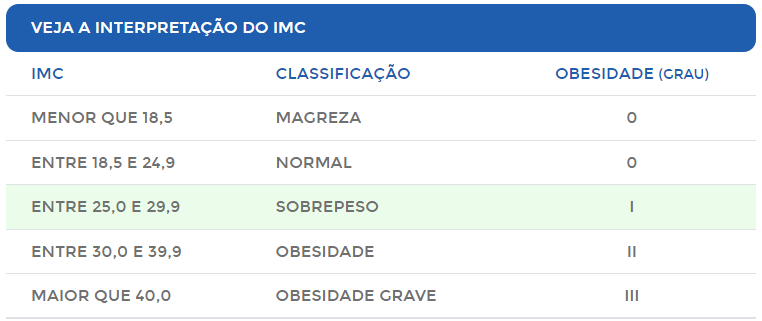 VEJA A INTERPRETAÇÃO DO IMC
IMC CLASSIFICAÇÃO OBESIDADE (GRAU)
MENOR QUE 18,5 MAGREZA 0
ENTRE 18,5 E 24,9 NORMAL 0
ENTRE 25,0 E 29,9 SOBREPESO I
ENTRE 30,0 E 39,9 OBESIDADE II
MAIOR QUE 40,0 OBESIDADE GRAVE III